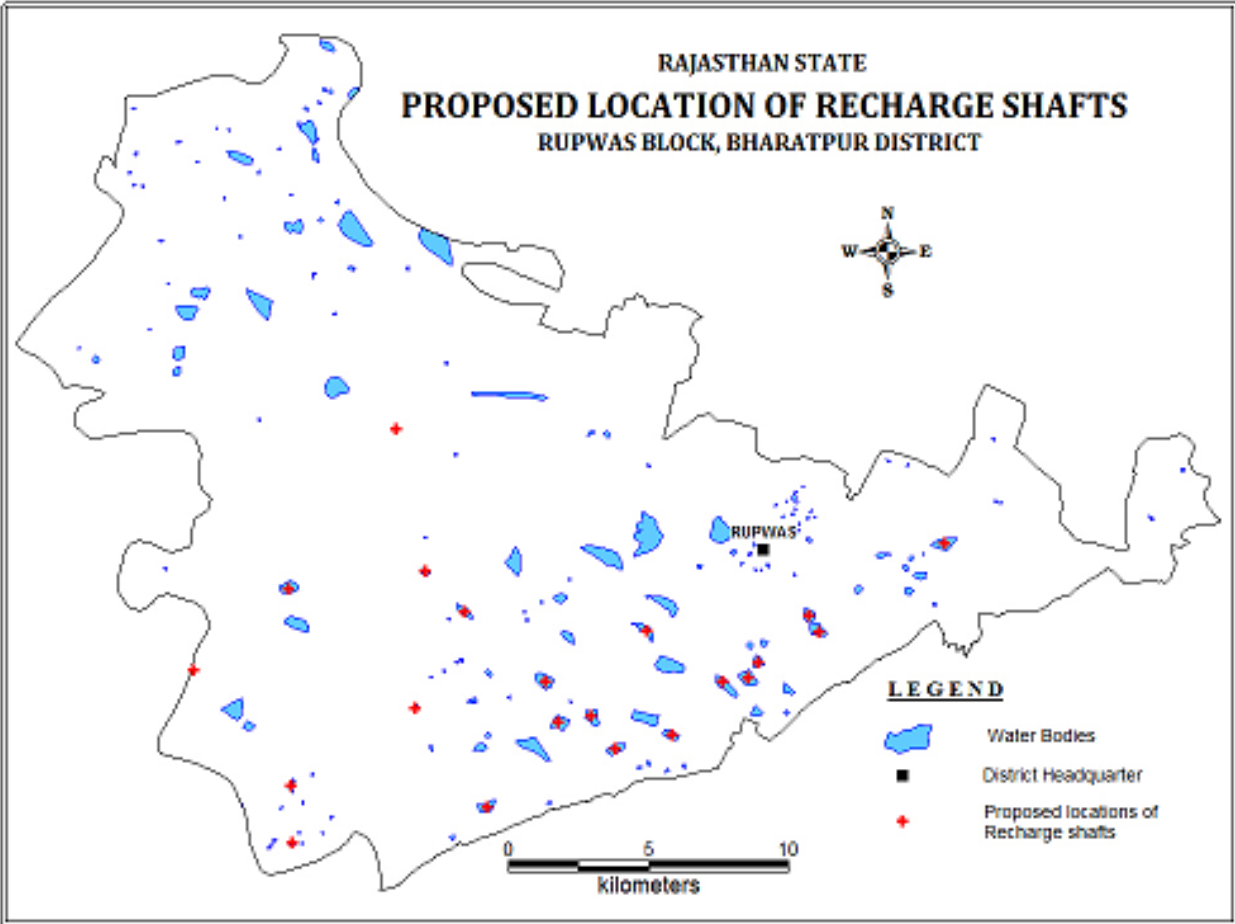 RAJASTHAN STATE
PROPOSED LOCATION OF RECHARGE SHAFTS
RUPWAS BLOCK, BHARATPUR DISTRICT
N
W E
S
RUPWAS
LEGEND
Water Bodies
District Headquarter
Proposed locations of
Recharge shafts
0 5 10
kilometers